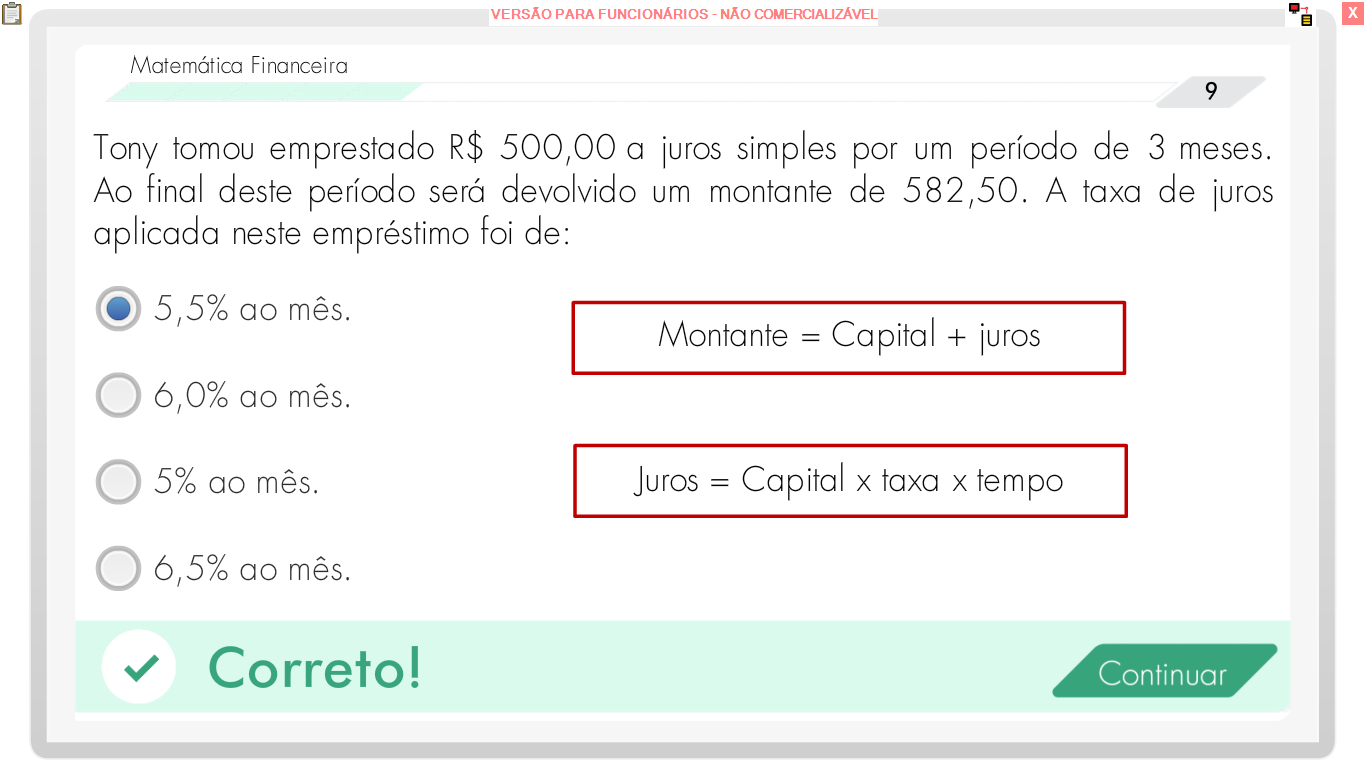 VERSÃO PARA FUNCIONÁRIOS - NÃO COMERCIALIZÁVEL
X
Matemática Financeira
9
Tony tomou emprestado R$ 500,00 a juros simples por um período de 3 meses.
Ao final deste período será devolvido um montante de 582,50. A taxa de juros
aplicada neste empréstimo foi de:
5,5% ao mês.
Montante = Capital + juros
6,0% ao mês.
5% ao mês.
Juros = Capital x taxa x tempo
6,5% ao mês.
Correto!
Continuar